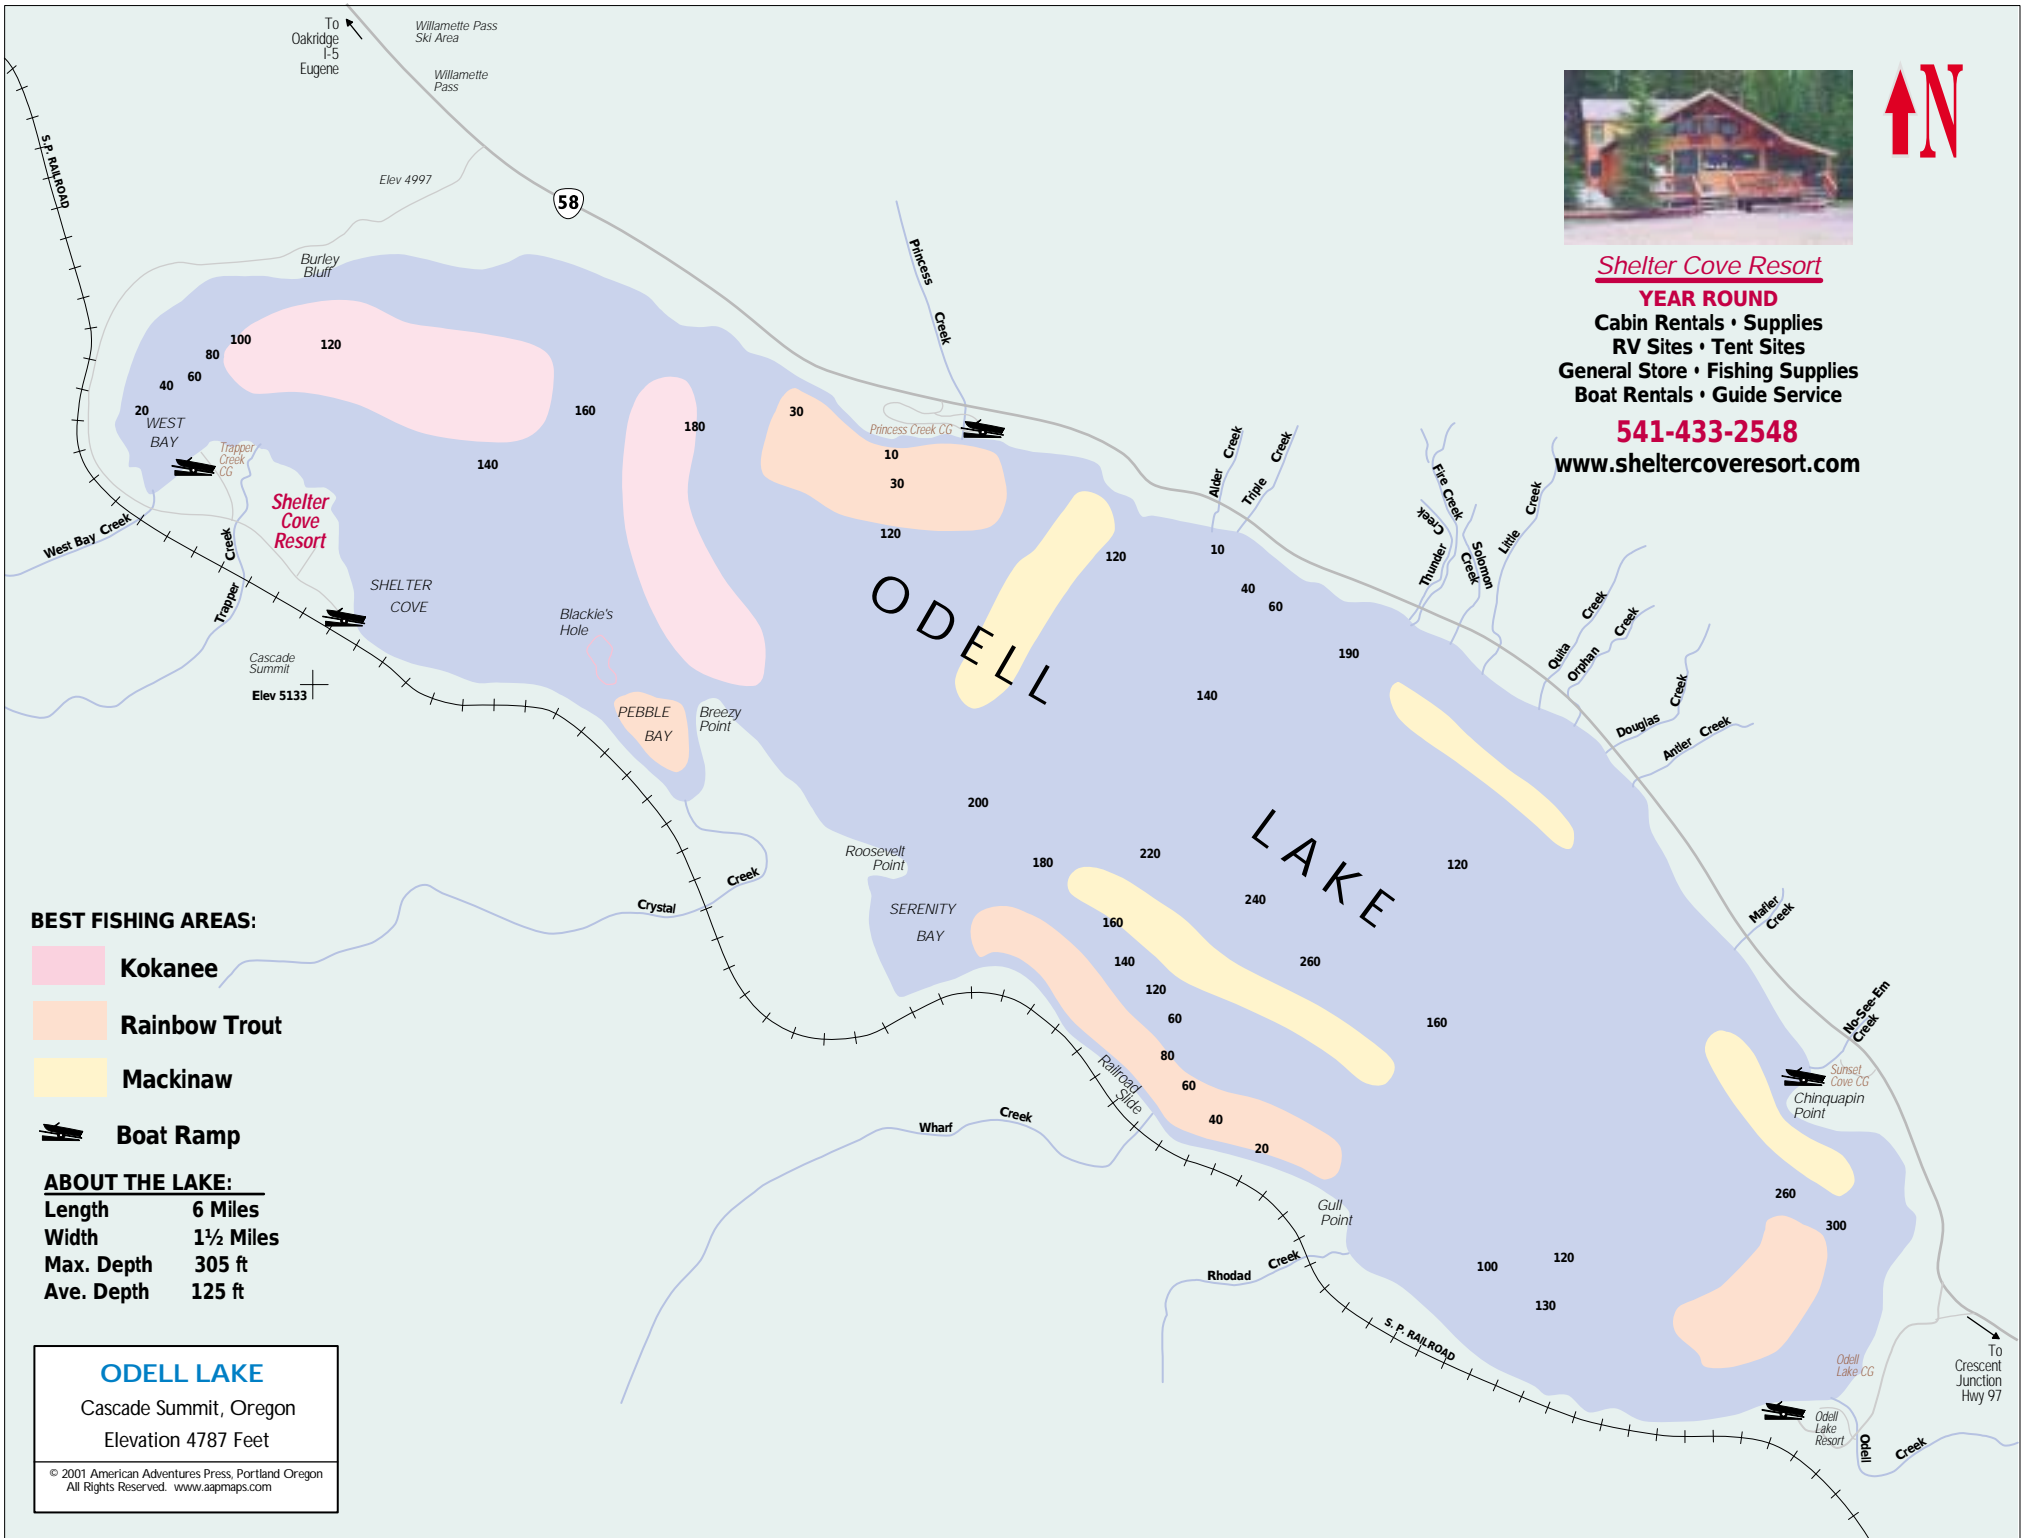 To
Oakridge
I-5
Eugene
Willamette Pass
Ski Area
Willamette
Pass
S.P. RAILROAD
Elev 4997
58
Burley
Bluff
Princess Creek
Shelter Cove Resort
YEAR ROUND
Cabin Rentals • Supplies
RV Sites • Tent Sites
General Store • Fishing Supplies
Boat Rentals • Guide Service
541-433-2548
www.sheltercoveresort.com
N
100
120
80
60
40
20
WEST
BAY
160
180
140
30
Princess Creek CG
10
30
120
Trapper
Creek
CG
Shelter
Cove
Resort
West Bay Creek
Trapper Creek
SHELTER
COVE
Cascade
Summit
Elev 5133
Blackie's
Hole
PEBBLE
BAY
Breezy
Point
ODELL
120
Alder Creek
Triple Creek
10
40
60
190
140
Fire Creek
Thunder Creek
Solomon
Creek
Little Creek
Quita Creek
Orphan Creek
Douglas Creek
Antler Creek
200
LAKE
Roosevelt
Point
180
220
240
120
SERENITY
BAY
160
140
260
120
60
160
80
60
40
20
Crystal Creek
Mafler
Creek
No-See-Em
Creek
Sunset
Cove CG
Chinquapin
Point
Railroad
Slide
Wharf Creek
Gull
Point
Rhodad Creek
260
300
100
120
130
S. P. RAILROAD
Odell
Lake CG
Odell
Lake
Resort
Odell Creek
To
Crescent
Junction
Hwy 97
BEST FISHING AREAS:
Kokanee
Rainbow Trout
Mackinaw
Boat Ramp
ABOUT THE LAKE:
Length 6 Miles
Width 1½ Miles
Max. Depth 305 ft
Ave. Depth 125 ft
ODELL LAKE
Cascade Summit, Oregon
Elevation 4787 Feet
© 2001 American Adventures Press, Portland Oregon
All Rights Reserved. www.aapmaps.com